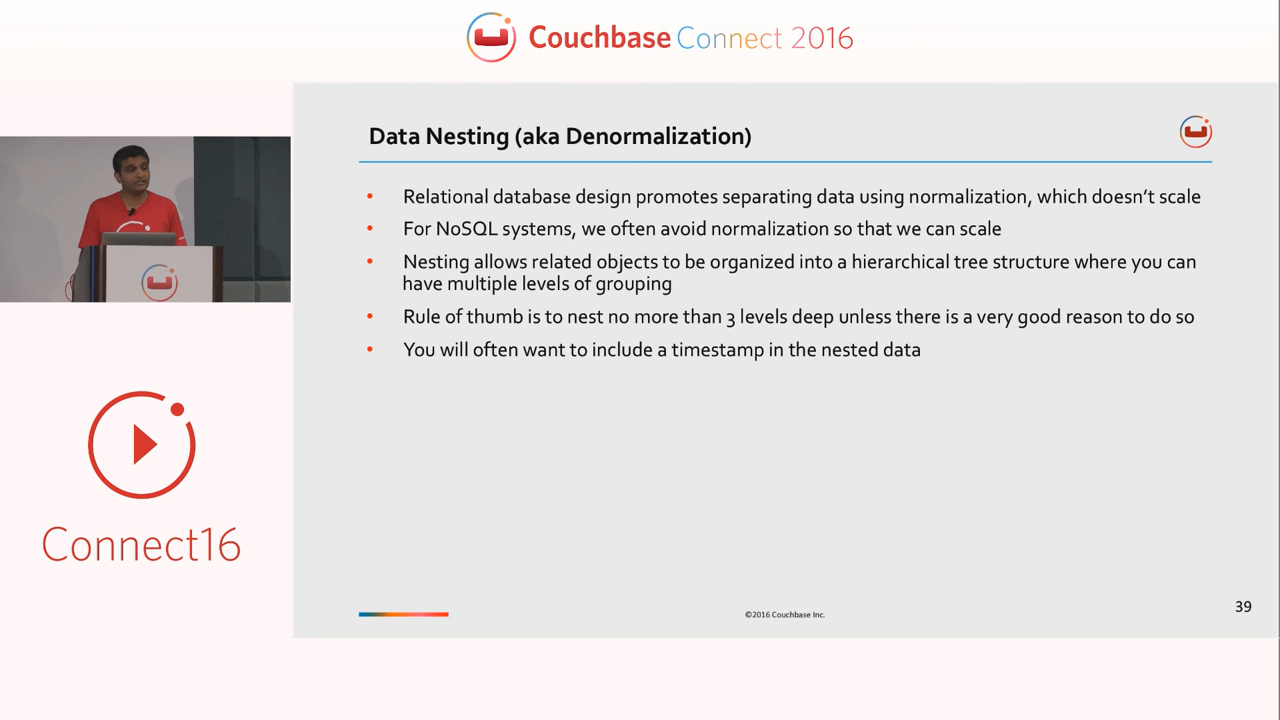 Couchbase Connect 2016
Data Nesting (aka Denormalization)
• Relational database design promotes separating data using normalization, which doesn’t scale
• For NoSQL systems, we often avoid normalization so that we can scale
• Nesting allows related objects to be organized into a hierarchical tree structure where you can
have multiple levels of grouping
• Rule of thumb is to nest no more than 3 levels deep unless there is a very good reason to do so
• You will often want to include a timestamp in the nested data
Connect16
©2016 Couchbase Inc.
39